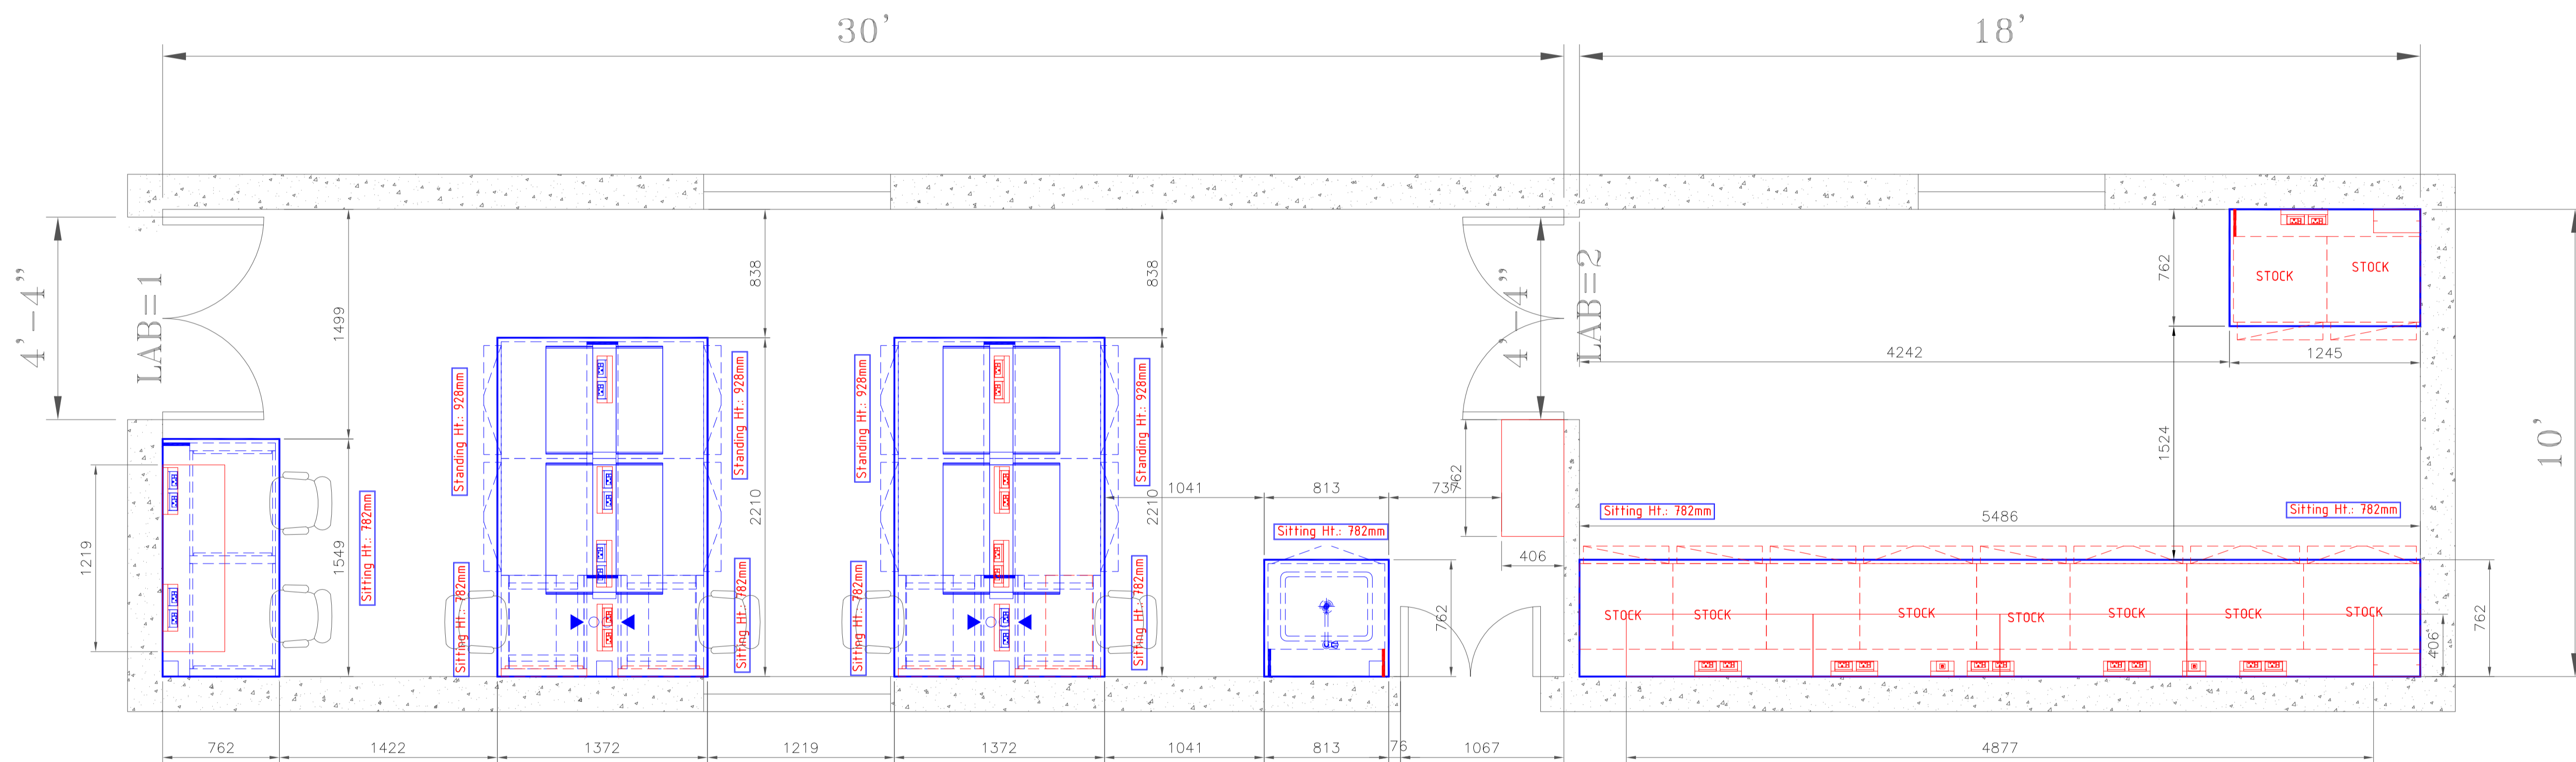 30'
18'
4'-4"
LAB=1
1499
838
838
4'-4"
LAB=2
762
STOCK
STOCK
4242
1245
10'
Standing Ht.: 928mm
Standing Ht.: 928mm
Standing Ht.: 928mm
Standing Ht.: 928mm
1219
1549
Sitting Ht.: 782mm
2210
2210
1041
813
737
762
1524
Sitting Ht.: 782mm
406
Sitting Ht.: 782mm
5486
Sitting Ht.: 782mm
Sitting Ht.: 782mm
Sitting Ht.: 782mm
Sitting Ht.: 782mm
Sitting Ht.: 782mm
762
STOCK
STOCK
STOCK
STOCK
STOCK
STOCK
STOCK
406
762
762
1422
1372
1219
1372
1041
813
76
1067
4877